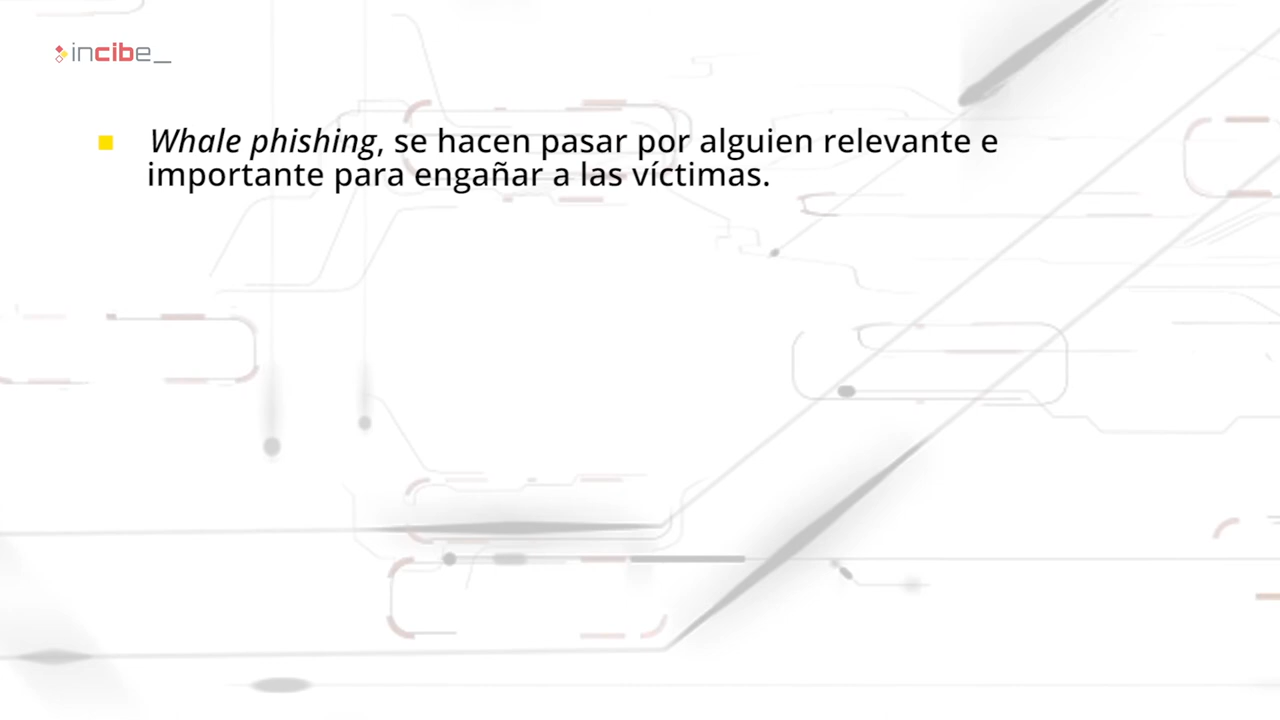 incibe_
Whale phishing, se hacen pasar por alguien relevante e
importante para engañar a las víctimas.